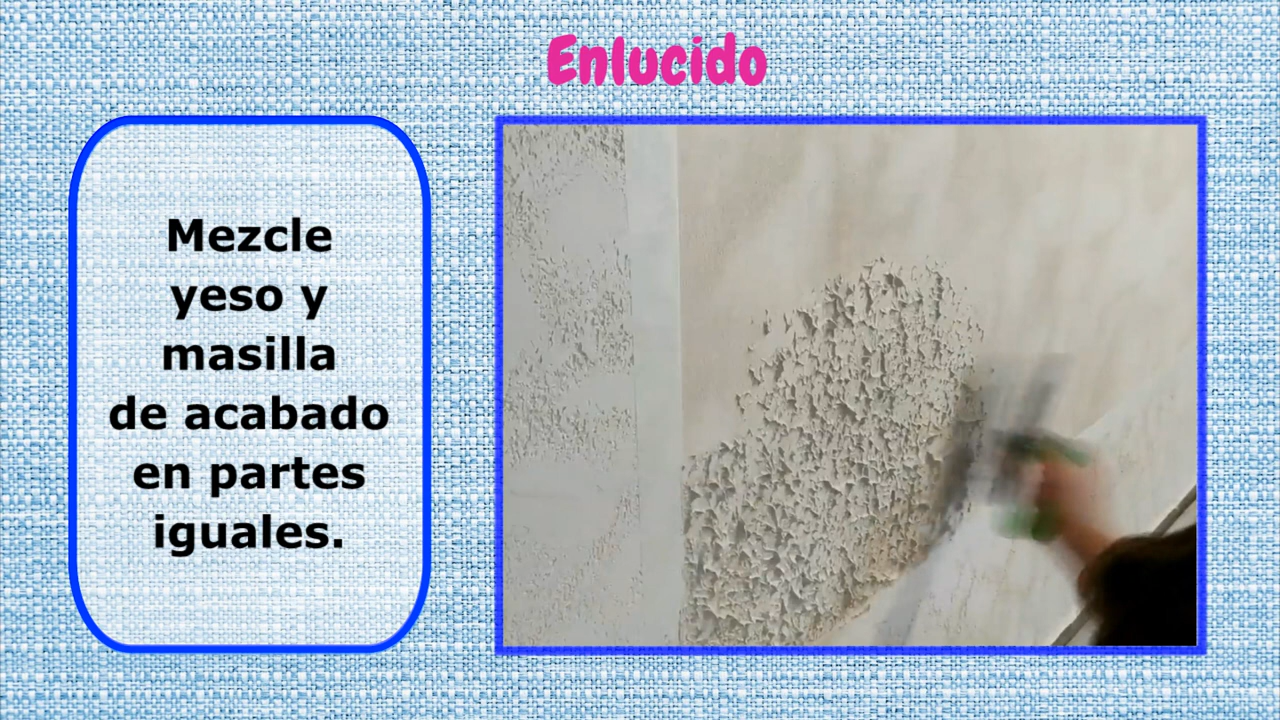 Enlucido
Mezcle
yeso y
masilla
de acabado
en partes
iguales.